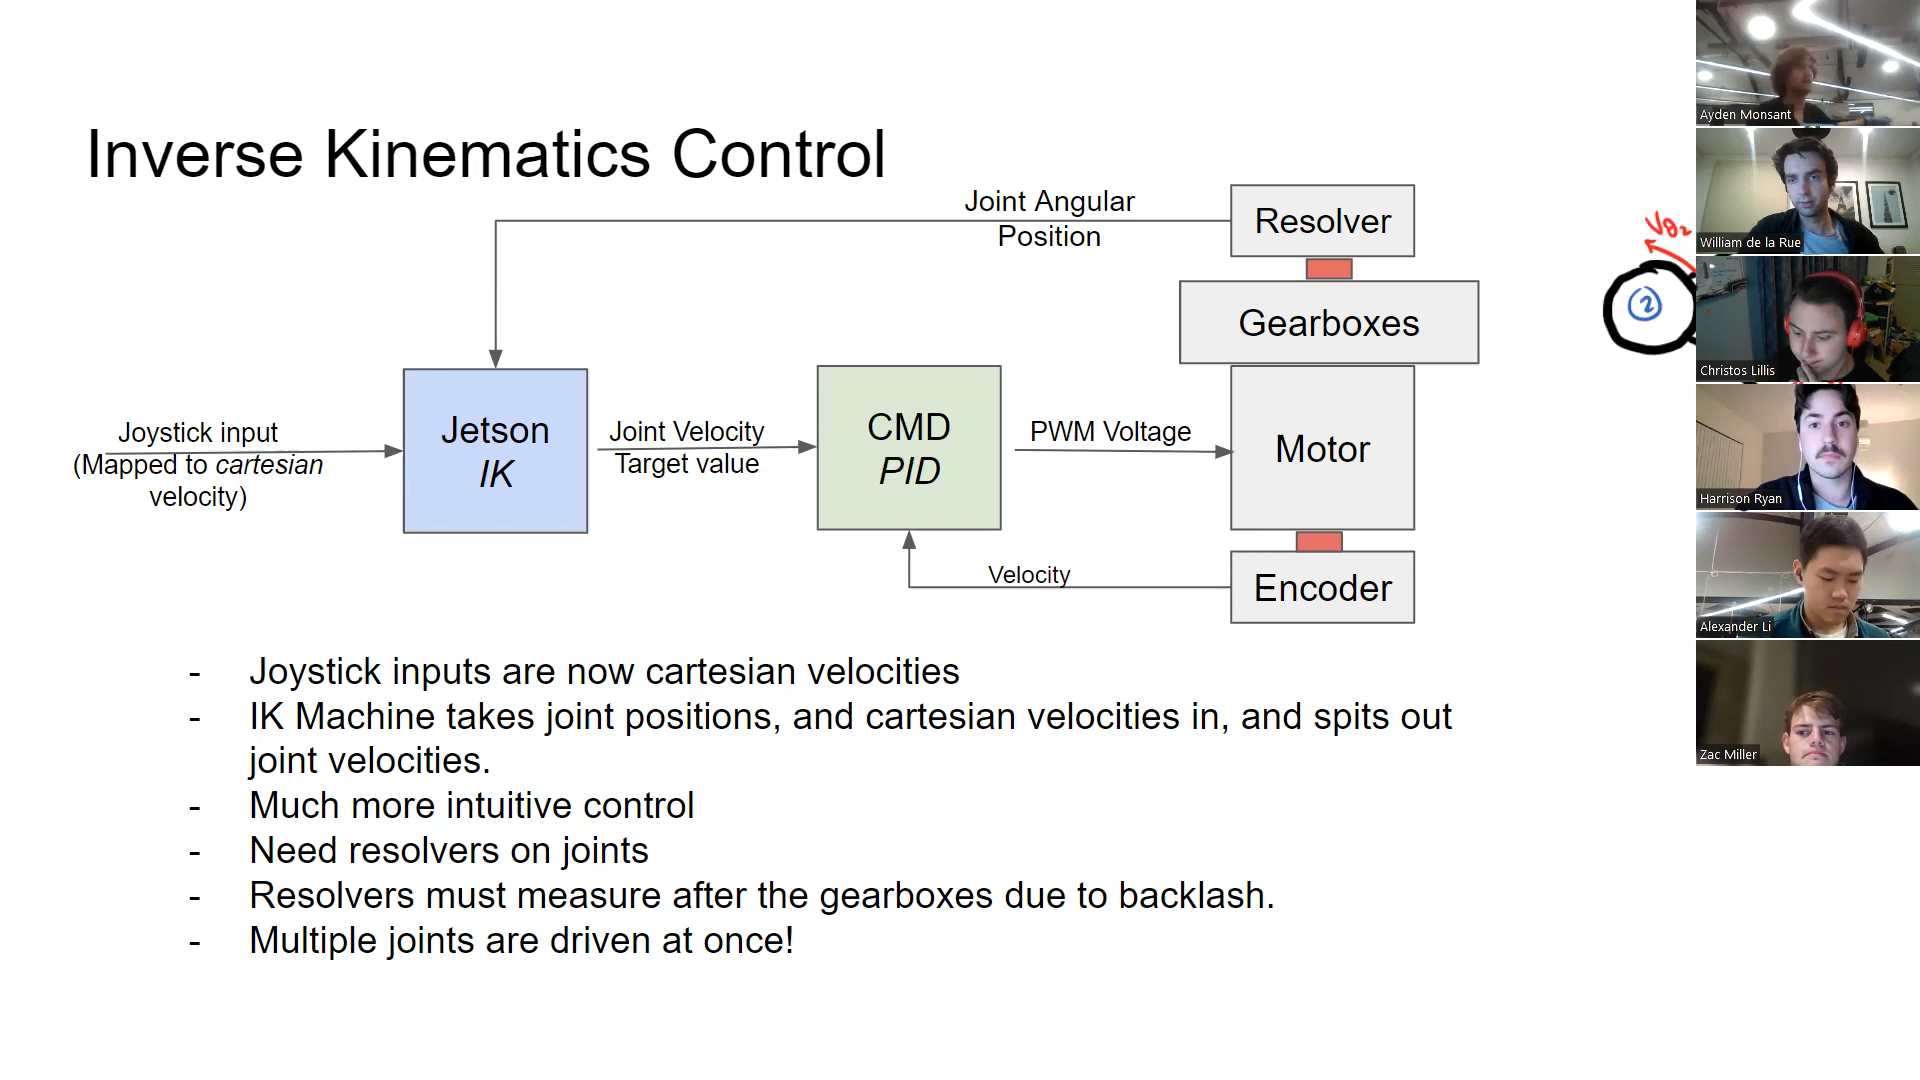 Inverse Kinematics Control
Joint Angular
Position
Resolver
Gearboxes
Joystick input
(Mapped to cartesian
velocity)
Jetson
IK
Joint Velocity
Target value
CMD
PID
PWM Voltage
Motor
Velocity
Encoder
- Joystick inputs are now cartesian velocities
- IK Machine takes joint positions, and cartesian velocities in, and spits out
joint velocities.
- Much more intuitive control
- Need resolvers on joints
- Resolvers must measure after the gearboxes due to backlash.
- Multiple joints are driven at once!
2
Ayden Monsant
William de la Rue
Christos Lillis
Harrison Ryan
Alexander Li
Zac Miller